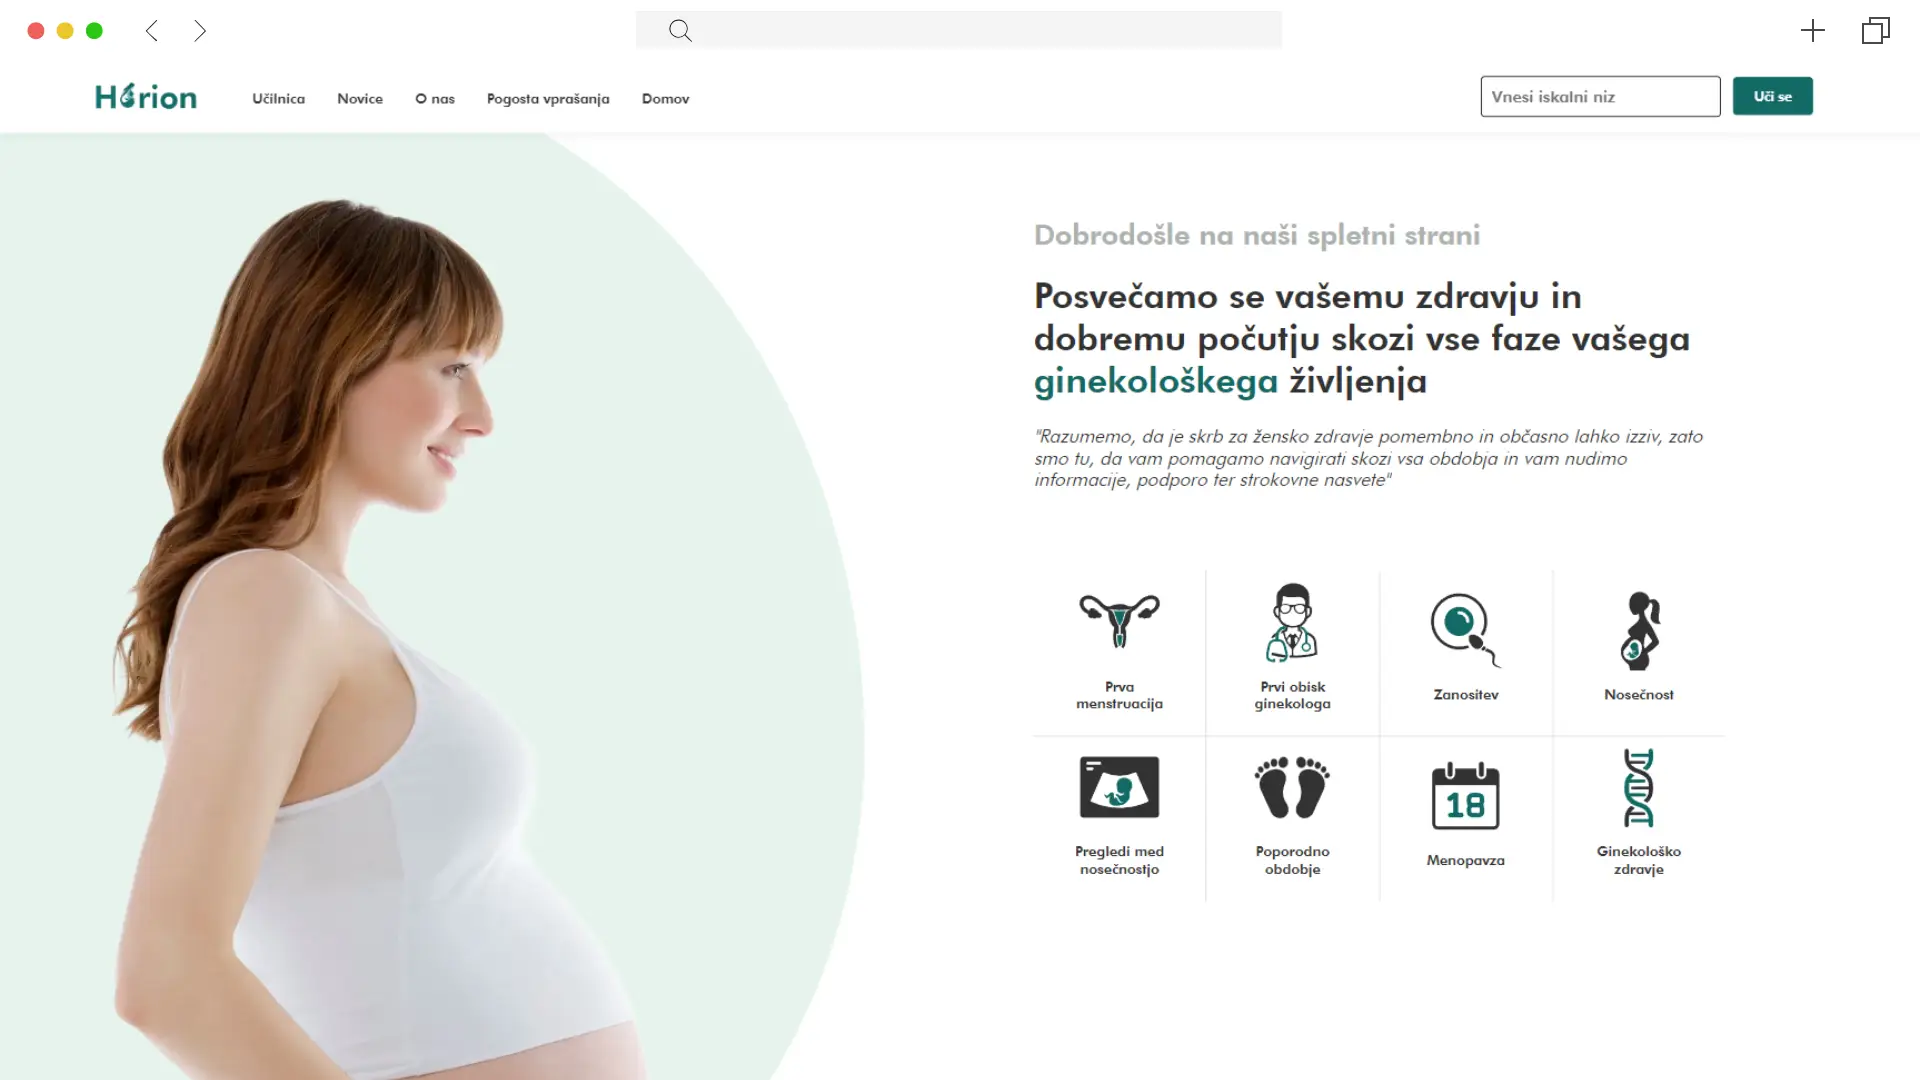 Hórion
Učilnica
Novice
O nas
Pogosta vprašanja
Domov
Vnesi iskalni niz
Uči se
Dobrodošle na naši spletni strani
Posvečamo se vašemu zdravju in
dobremu počutju skozi vse faze vašega
ginekološkega življenja
"Razumemo, da je skrb za žensko zdravje pomembno in občasno lahko izziv, zato
smo tu, da vam pomagamo navigirati skozi vsa obdobja in vam nudimo
informacije, podporo ter strokovne nasvete"
Prva
menstruacija
Prvi obisk
ginekologa
Zanositev
Nosečnost
Pregledi med
nosečnostjo
Poporodno
obdobje
18
Menopavza
Ginekološko
zdravje